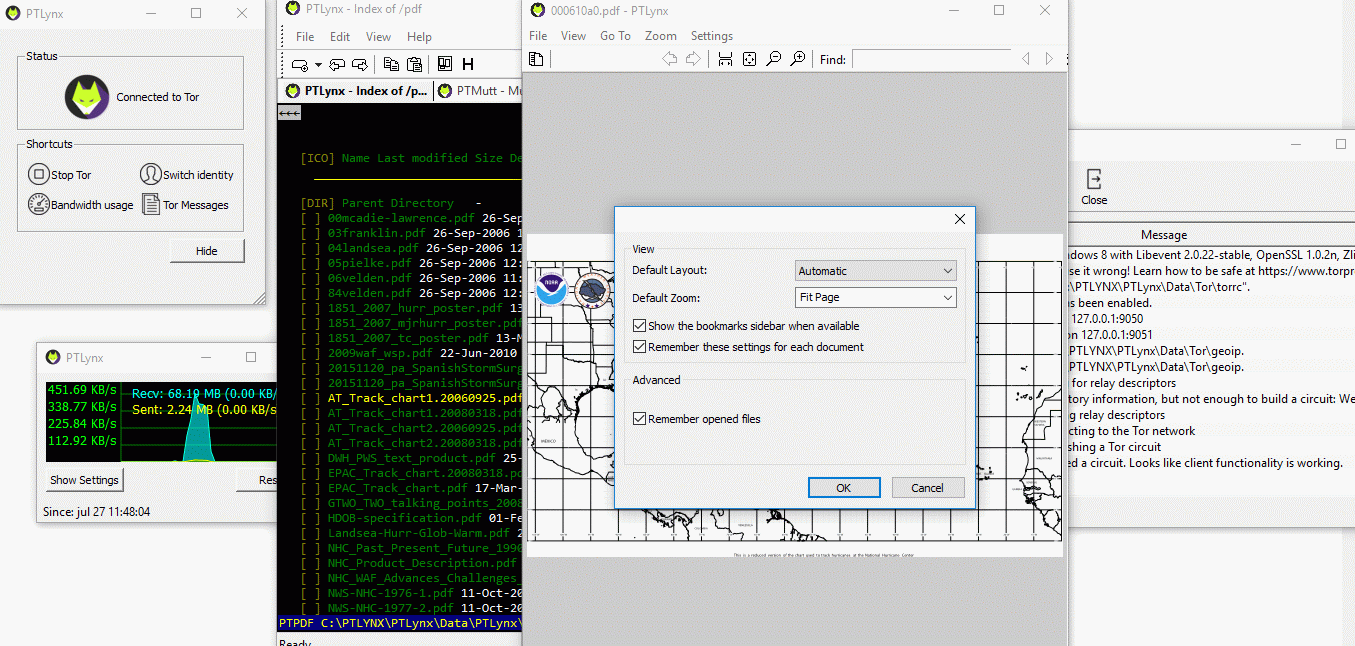 PTLynx
Status
Connected to Tor
Shortcuts
Stop Tor
Switch identity
Bandwidth usage
Tor Messages
Hide
PTLynx
451.69 KB/s
338.77 KB/s
225.84 KB/s
112.92 KB/s
Recv: 68.19 MB (0.00 KB/s
Sent: 2.24 MB (0.00 KB/s
Show Settings
Res
Since: jul 27 11:48:04
PTLynx - Index of /pdf
File Edit View Help
PTLynx - Index of /p...
PTMutt - Mu
←←←
[ICO] Name Last modified Size De
[DIR] Parent Directory -
[ ] 00mcadie-lawrence.pdf 26-Sep
[ ] 03franklin.pdf 26-Sep-2006 1
[ ] 04landsea.pdf 26-Sep-2006 12
[ ] 05pielke.pdf 26-Sep-2006 12:
[ ] 06velden.pdf 26-Sep-2006 11:
[ ] 84velden.pdf 26-Sep-2006 12:
[ ] 1851_2007_hurr_poster.pdf 13
[ ] 1851_2007_mjrhurr_poster.pdf
[ ] 1851_2007_tc_poster.pdf 13-M
[ ] 2009waf_wsp.pdf 22-Jun-2010
[ ] 20151120_pa_SpanishStormSurg
[ ] 20151120_pa_SpanishStormSurg
[ ] AT_Track_chart1.20060925.pdf
[ ] AT_Track_chart1.20080318.pdf
[ ] AT_Track_chart2.20060925.pdf
[ ] AT_Track_chart2.20080318.pdf
[ ] DWH_PWS_text_product.pdf 25-
[ ] EPAC_Track_chart.20080318.pd
[ ] EPAC_Track_chart.pdf 17-Mar-
[ ] GTWO_TWO_talking_points_2008
[ ] HDOB-specification.pdf 01-Fe
[ ] Landsea-Hurr-Glob-Warm.pdf 2
[ ] NHC_Past_Present_Future_1990
[ ] NHC_Product_Description.pdf
[ ] NHC_WAF_Advances_Challenges_
[ ] NWS-NHC-1976-1.pdf 11-Oct-20
[ ] NWS-NHC-1977-2.pdf 11-Oct-20
PTPDF C:\PTLYNX\PTLynx\Data\PTLynx\
Ready
000610a0.pdf - PTLynx
File View Go To Zoom Settings
Find:
NOAA
MEXICO
This is a reduced version of the chart used to track hurricanes at the National Hurricane Center
View
Default Layout:
Automatic
Default Zoom:
Fit Page
Show the bookmarks sidebar when available
Remember these settings for each document
Advanced
Remember opened files
OK
Cancel
Close
Message
dows 8 with Libevent 2.0.22-stable, OpenSSL 1.0.2n, Zli
se it wrong! Learn how to be safe at https://www.torpro
\PTLYNX\PTLynx\Data\Tor\torrc".
s been enabled.
127.0.0.1:9050
on 127.0.0.1:9051
PTLYNX\PTLynx\Data\Tor\geoip.
PTLYNX\PTLynx\Data\Tor\geoip.
for relay descriptors
tory information, but not enough to build a circuit: We
g relay descriptors
cting to the Tor network
shing a Tor circuit
ed a circuit. Looks like client functionality is working.